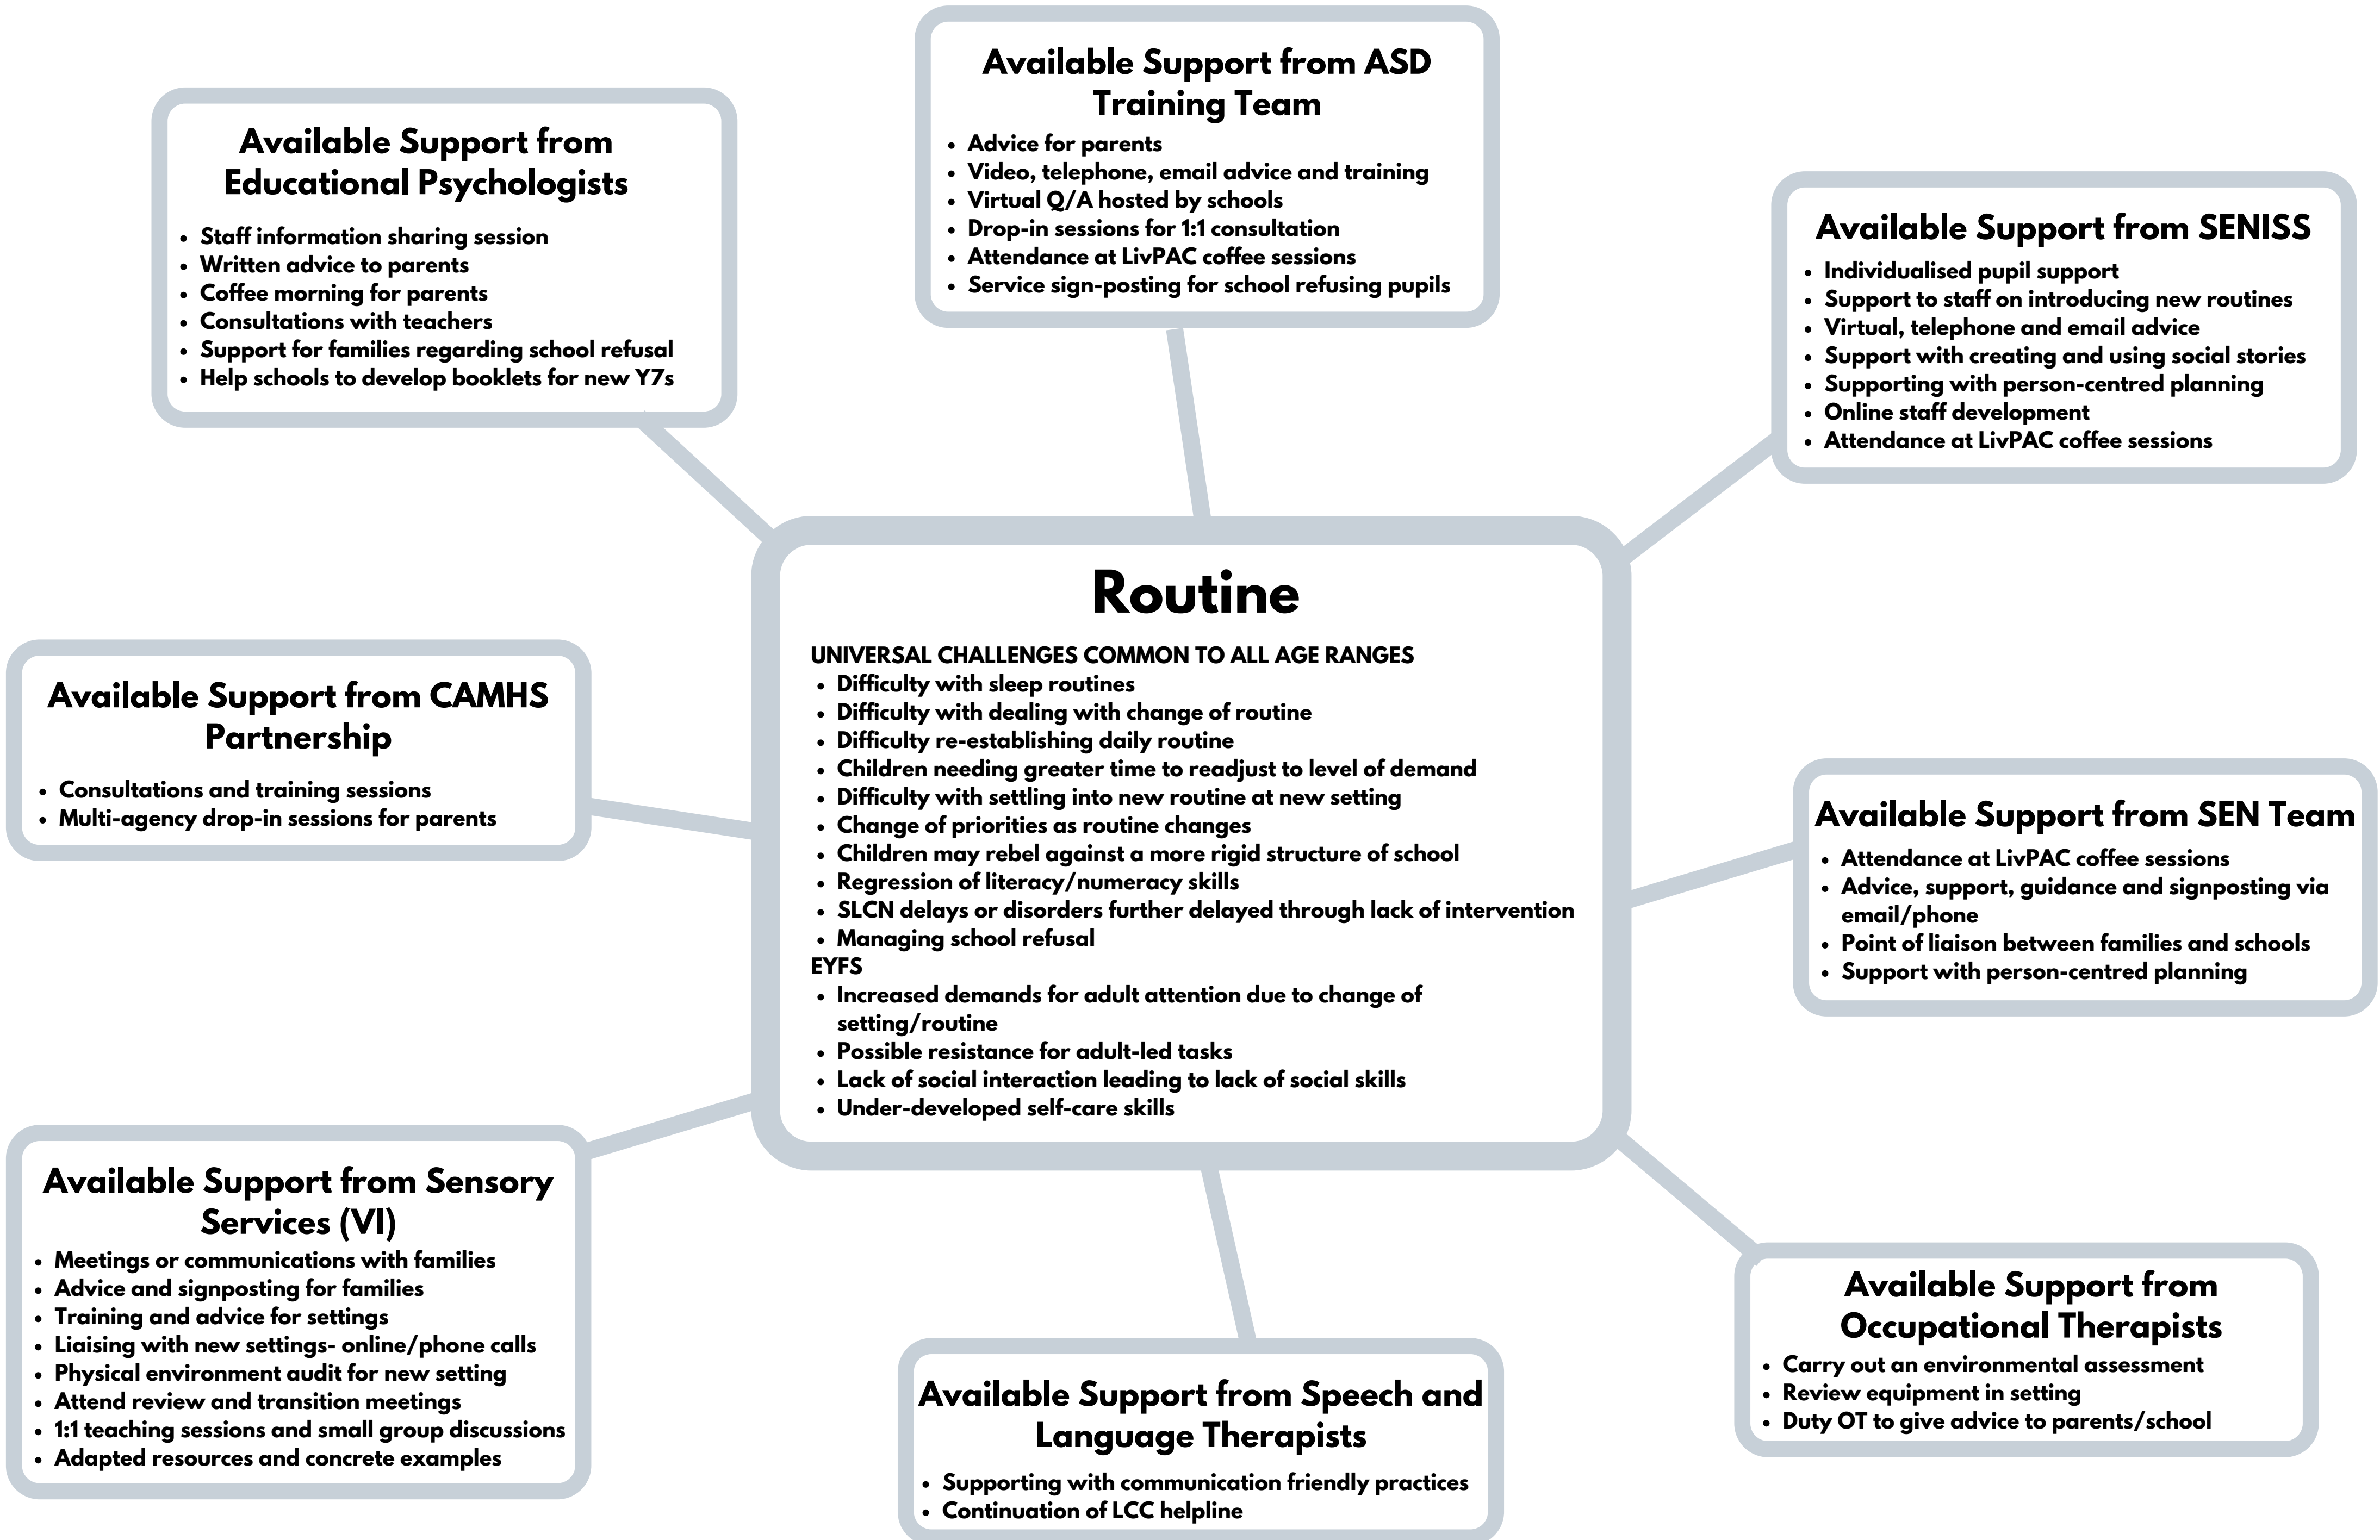 Available Support from ASD
Training Team
• Advice for parents
• Video, telephone, email advice and training
• Virtual Q/A hosted by schools
• Drop-in sessions for 1:1 consultation
• Attendance at LivPAC coffee sessions
• Service sign-posting for school refusing pupils
Available Support from
Educational Psychologists
• Staff information sharing session
• Written advice to parents
• Coffee morning for parents
• Consultations with teachers
• Support for families regarding school refusal
• Help schools to develop booklets for new Y7s
Available Support from SENISS
• Individualised pupil support
• Support to staff on introducing new routines
• Virtual, telephone and email advice
• Support with creating and using social stories
• Supporting with person-centred planning
• Online staff development
• Attendance at LivPAC coffee sessions
Routine
UNIVERSAL CHALLENGES COMMON TO ALL AGE RANGES
• Difficulty with sleep routines
• Difficulty with dealing with change of routine
• Difficulty re-establishing daily routine
• Children needing greater time to readjust to level of demand
• Difficulty with settling into new routine at new setting
• Change of priorities as routine changes
• Children may rebel against a more rigid structure of school
• Regression of literacy/numeracy skills
• SLCN delays or disorders further delayed through lack of intervention
• Managing school refusal
EYFS
• Increased demands for adult attention due to change of
setting/routine
• Possible resistance for adult-led tasks
• Lack of social interaction leading to lack of social skills
• Under-developed self-care skills
Available Support from CAMHS
Partnership
• Consultations and training sessions
• Multi-agency drop-in sessions for parents
Available Support from SEN Team
• Attendance at LivPAC coffee sessions
• Advice, support, guidance and signposting via
email/phone
• Point of liaison between families and schools
• Support with person-centred planning
Available Support from Sensory
Services (VI)
• Meetings or communications with families
• Advice and signposting for families
• Training and advice for settings
• Liaising with new settings- online/phone calls
• Physical environment audit for new setting
• Attend review and transition meetings
• 1:1 teaching sessions and small group discussions
• Adapted resources and concrete examples
Available Support from Speech and
Language Therapists
• Supporting with communication friendly practices
• Continuation of LCC helpline
Available Support from
Occupational Therapists
• Carry out an environmental assessment
• Review equipment in setting
• Duty OT to give advice to parents/school